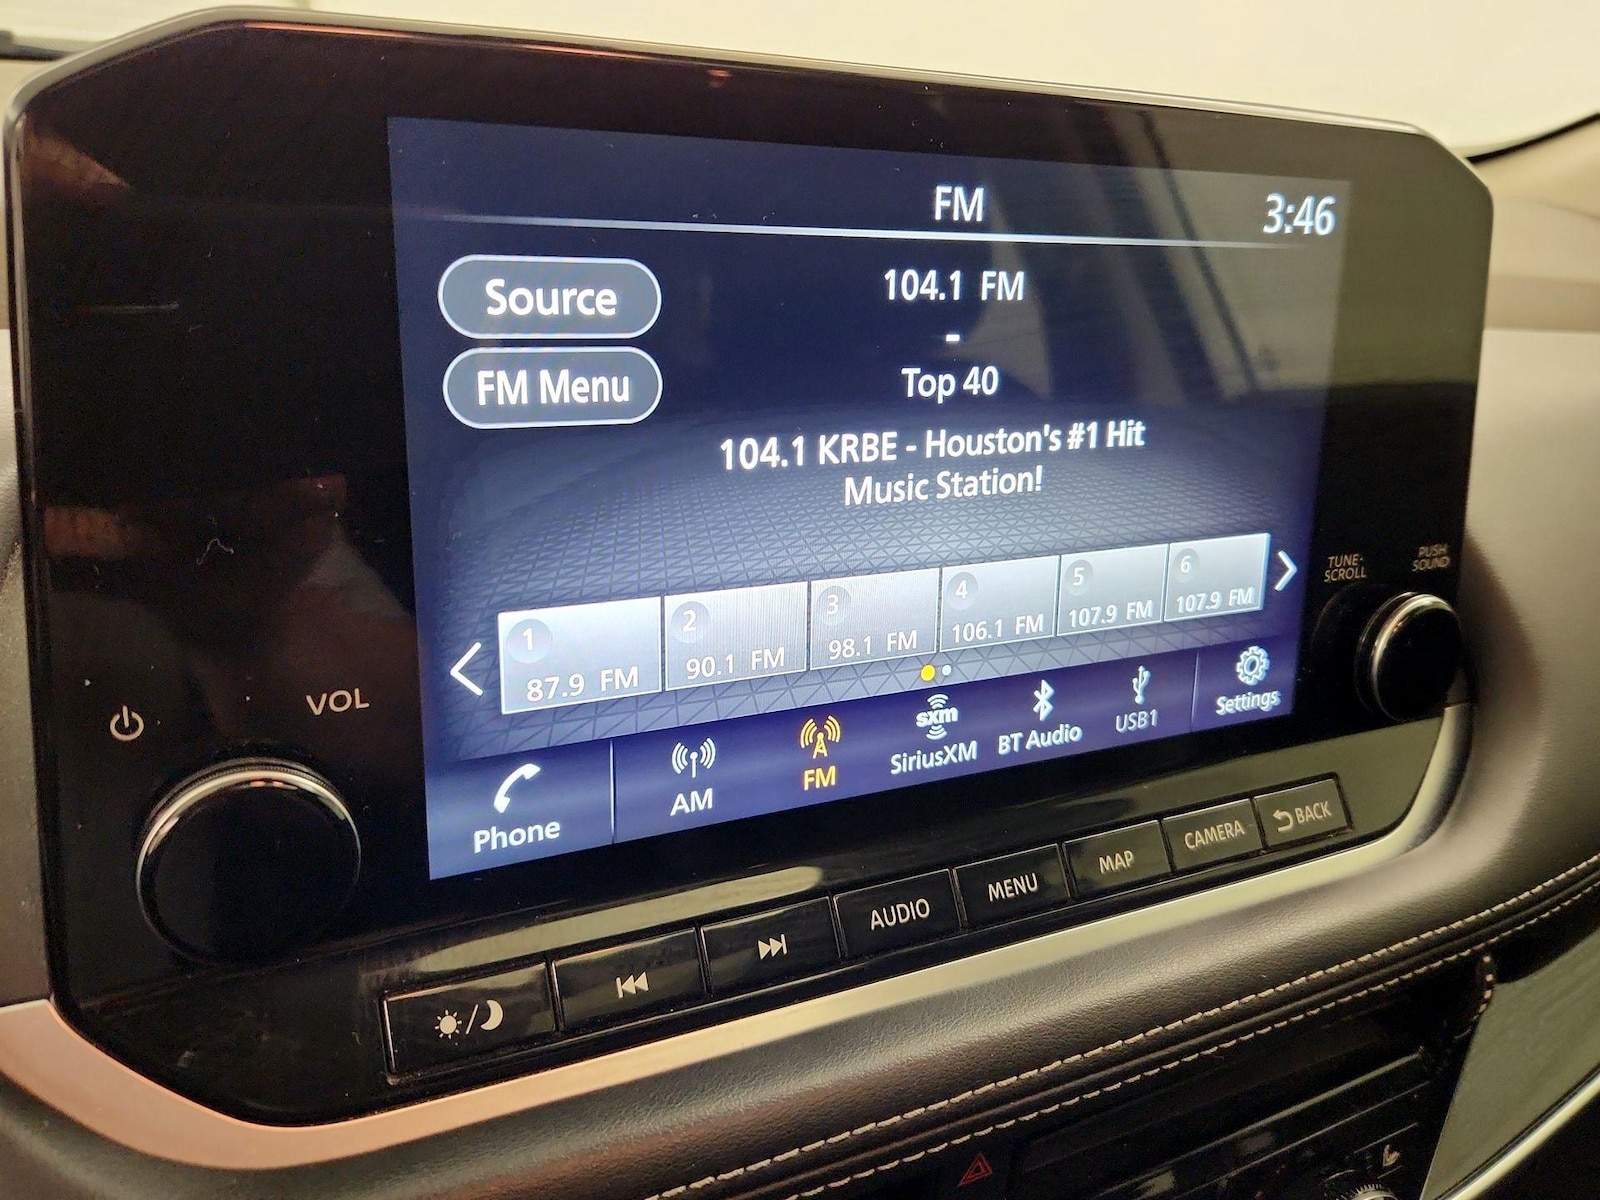 FM
3:46
Source
104.1 FM
-
FM Menu
Top 40
104.1 KRBE - Houston's #1 Hit
Music Station!
1
87.9 FM
2
90.1 FM
3
98.1 FM
4
106.1 FM
5
107.9 FM
6
107.9 FM
TUNE·
SCROLL
PUSH
SOUND
VOL
Phone
AM
FM
sxm
SiriusXM
BT Audio
USB1
Settings
AUDIO
MENU
MAP
CAMERA
BACK